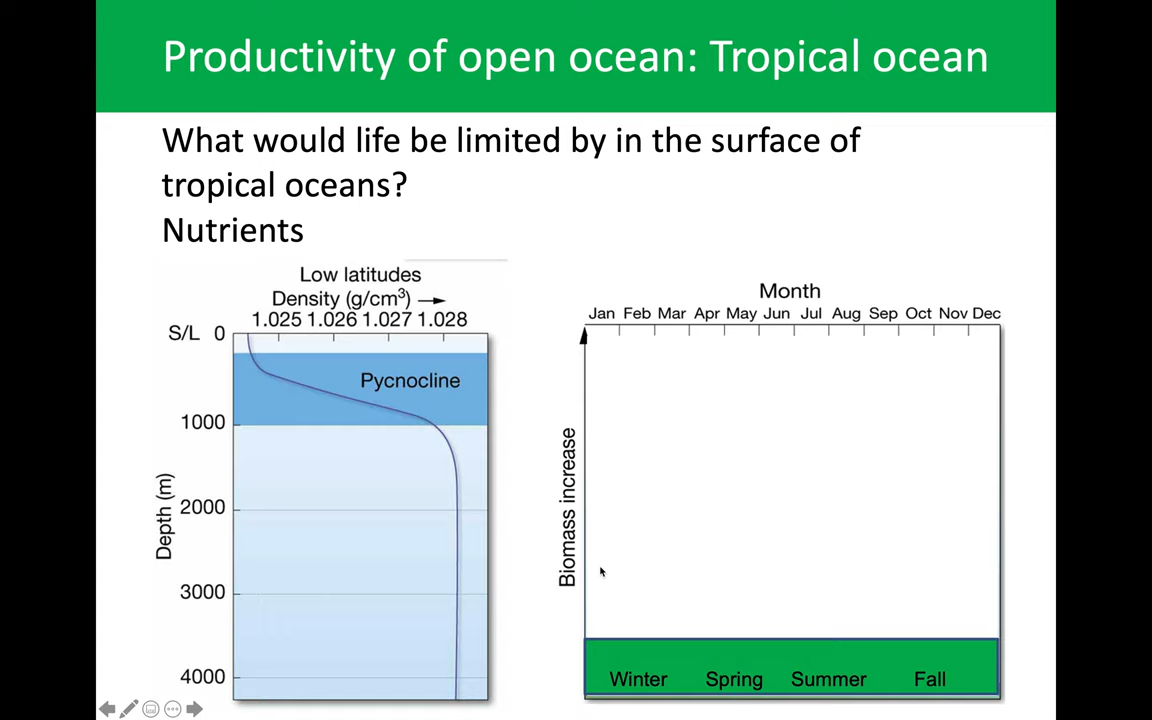 Productivity of open ocean: Tropical ocean
What would life be limited by in the surface of
tropical oceans?
Nutrients
Low latitudes
Density (g/cm³) →
1.025 1.026 1.027 1.028
S/L 0
Pycnocline
1000
2000
3000
4000
Depth (m)
Month
Jan Feb Mar Apr May Jun Jul Aug Sep Oct Nov Dec
Biomass increase
Winter Spring Summer Fall